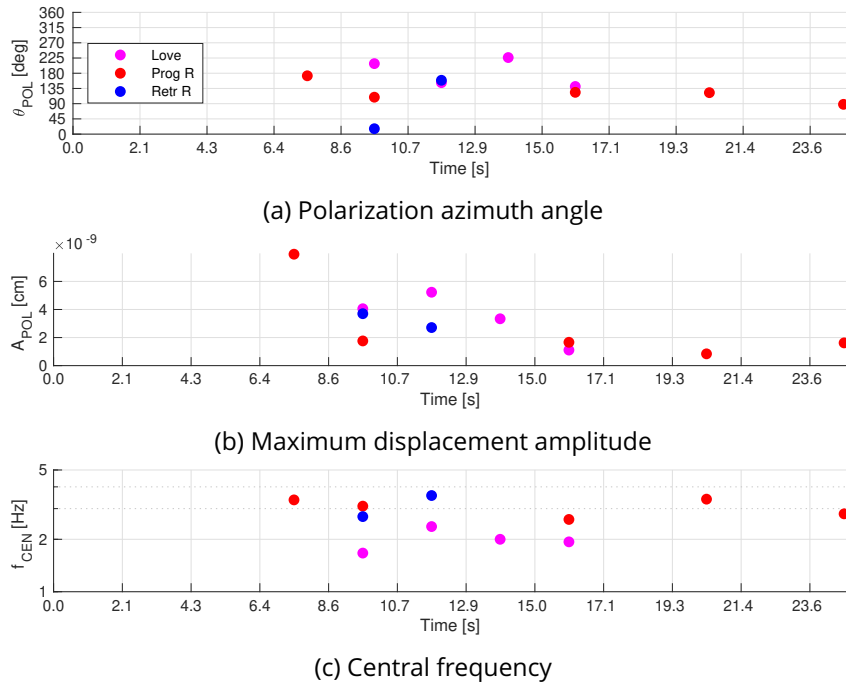 360
315
270
225
180
135
90
45
0
θPOL [deg]
Love
Prog R
Retr R
0.0 2.1 4.3 6.4 8.6 10.7 12.9 15.0 17.1 19.3 21.4 23.6
Time [s]
(a) Polarization azimuth angle
×10 -9
6
4
2
0
APOL [cm]
0.0 2.1 4.3 6.4 8.6 10.7 12.9 15.0 17.1 19.3 21.4 23.6
Time [s]
(b) Maximum displacement amplitude
5
2
1
fCEN [Hz]
0.0 2.1 4.3 6.4 8.6 10.7 12.9 15.0 17.1 19.3 21.4 23.6
Time [s]
(c) Central frequency